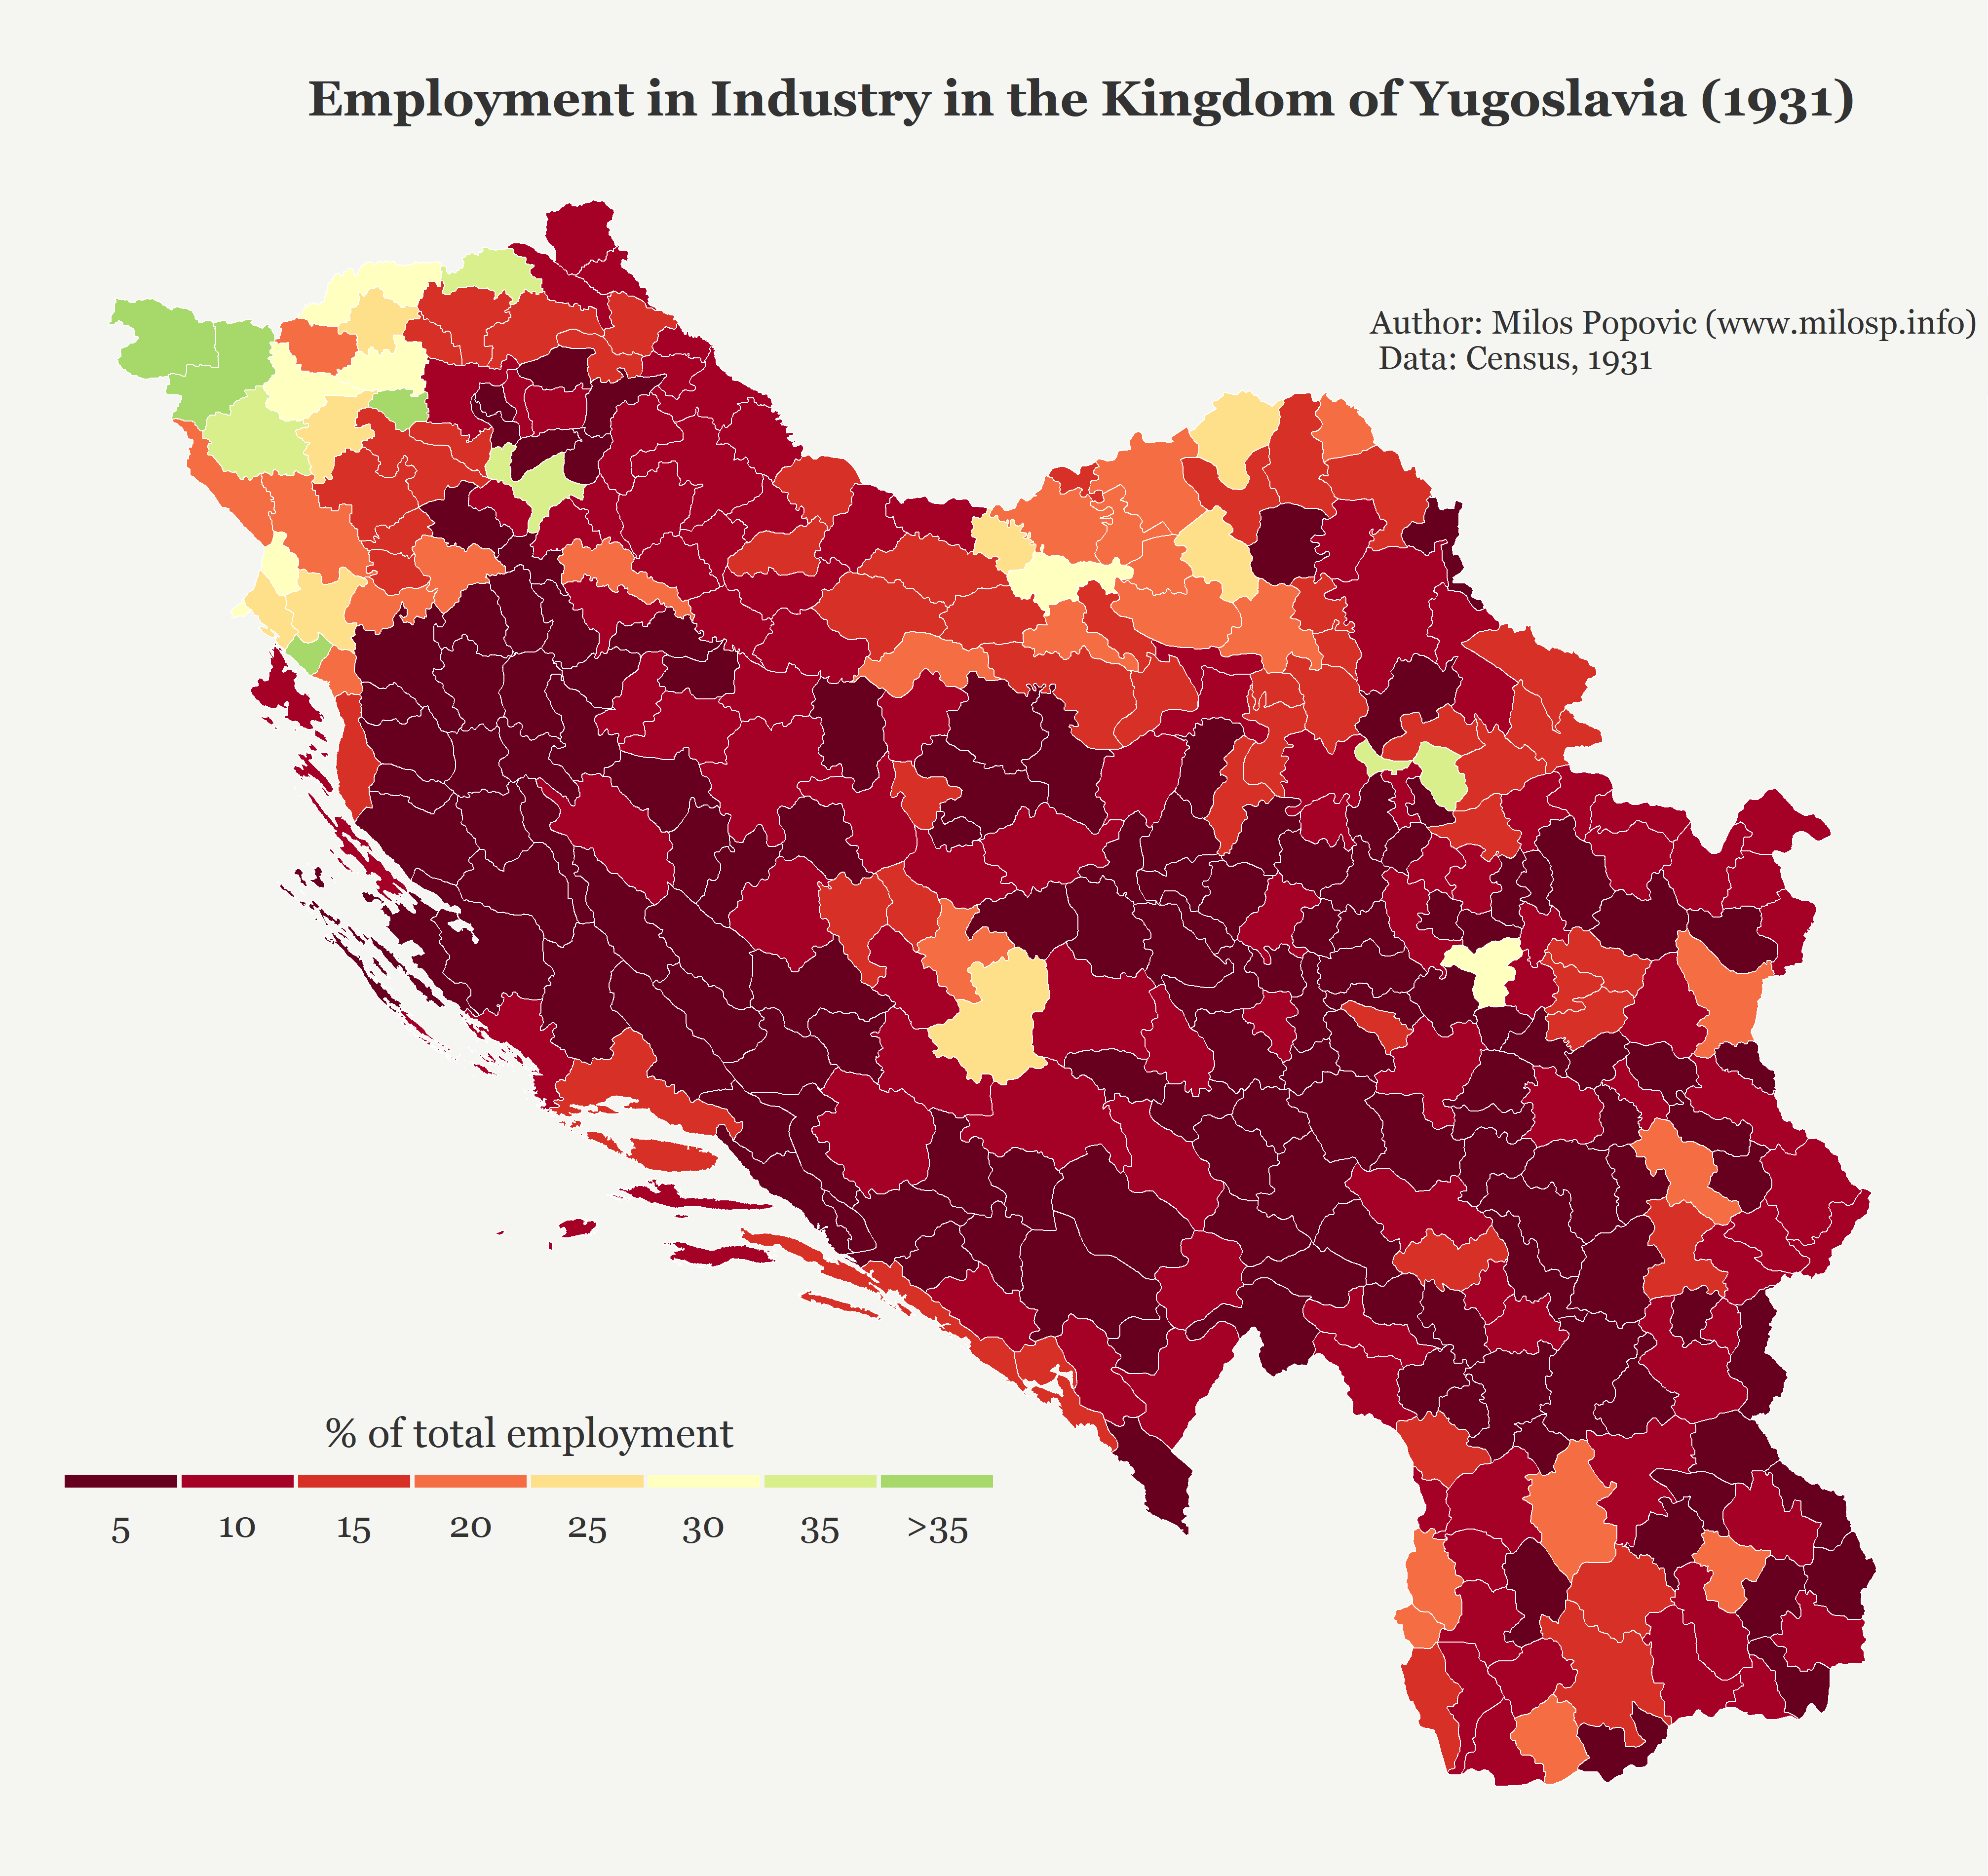 Employment in Industry in the Kingdom of Yugoslavia (1931)
Author: Milos Popovic (www.milosp.info)
Data: Census, 1931
% of total employment
5 10 15 20 25 30 35 >35